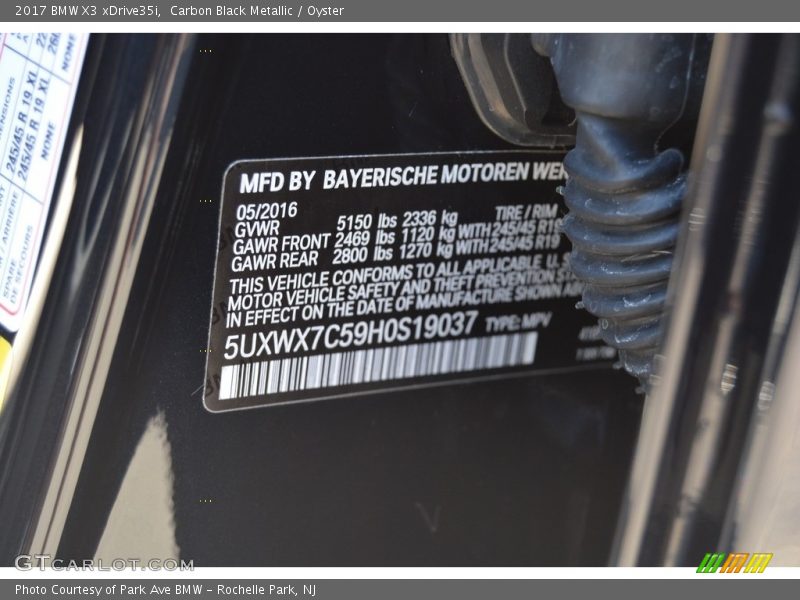 2017 BMW X3 xDrive35i, Carbon Black Metallic / Oyster
245/45 R 19 XL
245/45 R 19 XL
NONE
NONE
SPARE
DE SECOURS
MFD BY BAYERISCHE MOTOREN
05/2016
GVWR 5150 lbs 2336 kg TIRE / RIM
GAWR FRONT 2469 lbs 1120 kg WITH 245/45 R19
GAWR REAR 2800 lbs 1270 kg WITH 245/45 R19
THIS VEHICLE CONFORMS TO ALL APPLICABLE U.
MOTOR VEHICLE SAFETY AND THEFT PREVENTION
IN EFFECT ON THE DATE OF MANUFACTURE SHOWN
5UXWX7C59H0S19037 TYPE: MPV
GTCARLOT.COM
Photo Courtesy of Park Ave BMW - Rochelle Park, NJ